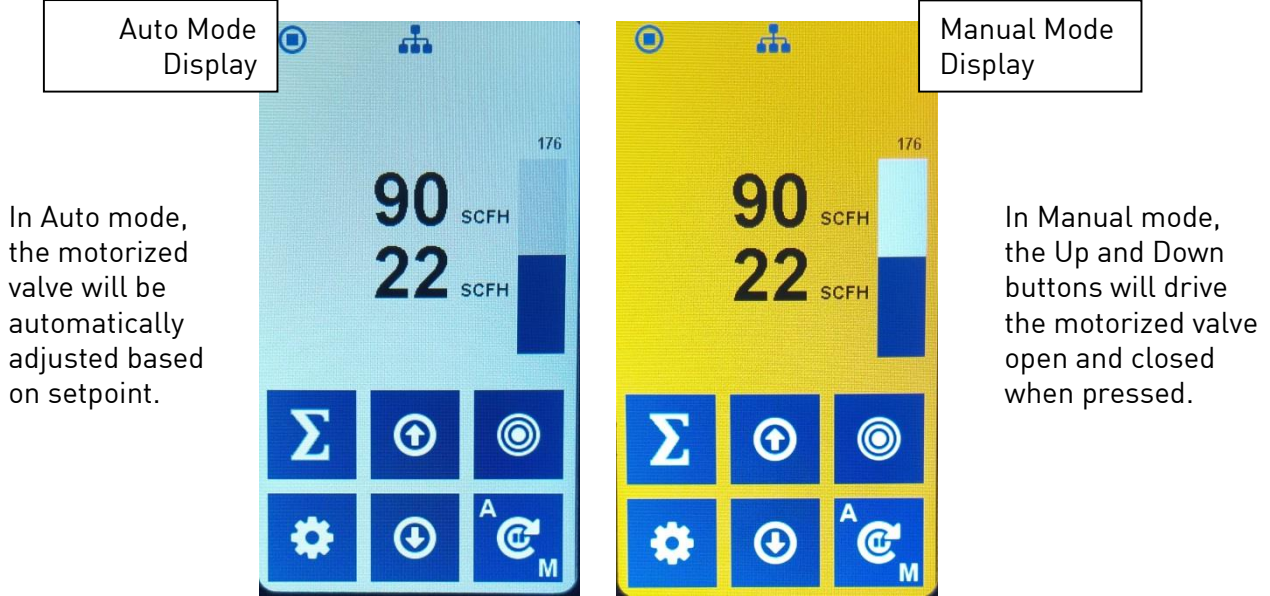 Auto Mode
Display
Manual Mode
Display
In Auto mode,
the motorized
valve will be
automatically
adjusted based
on setpoint.
176
90 SCFH
22 SCFH
Σ
A
M
176
90 SCFH
22 SCFH
Σ
A
M
In Manual mode,
the Up and Down
buttons will drive
the motorized valve
open and closed
when pressed.